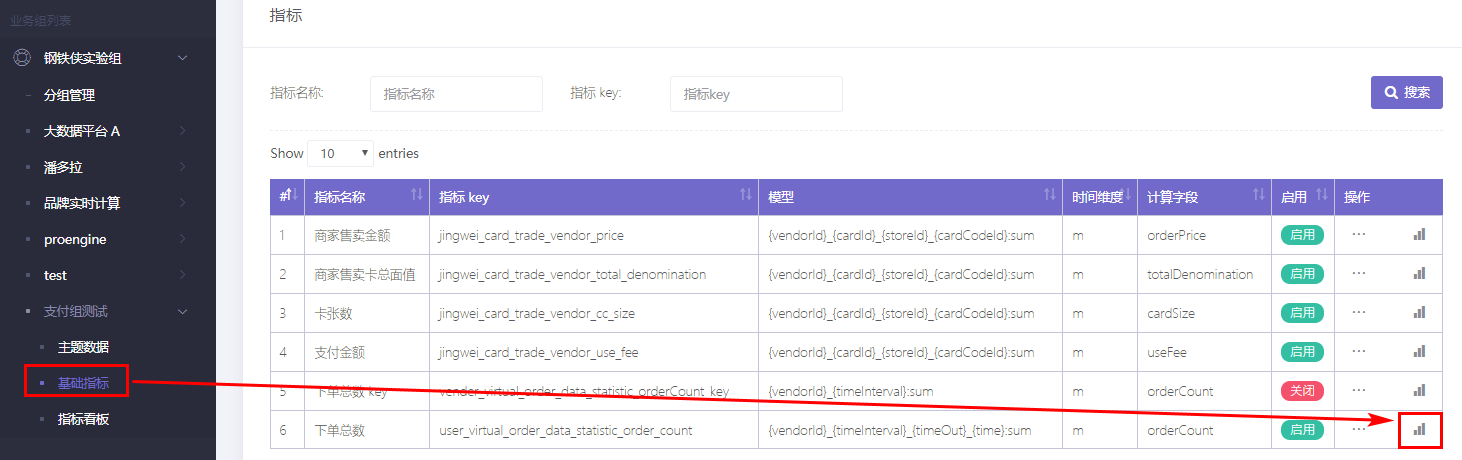 业务组列表
钢铁侠实验组
分组管理
大数据平台 A
潘多拉
品牌实时计算
proengine
test
支付组测试
主题数据
基础指标
指标看板
指标
指标名称: 指标名称 指标 key: 指标key 搜索
Show 10 entries
# 指标名称 指标 key 模型 时间维度 计算字段 启用 操作
1 商家售卖金额 jingwei_card_trade_vendor_price {vendorId}_{cardId}_{storeId}_{cardCodeId}:sum m orderPrice 启用 ...
2 商家售卖卡总面值 jingwei_card_trade_vendor_total_denomination {vendorId}_{cardId}_{storeId}_{cardCodeId}:sum m totalDenomination 启用 ...
3 卡张数 jingwei_card_trade_vendor_cc_size {vendorId}_{cardId}_{storeId}_{cardCodeId}:sum m cardSize 启用 ...
4 支付金额 jingwei_card_trade_vendor_use_fee {vendorId}_{cardId}_{storeId}_{cardCodeId}:sum m useFee 启用 ...
5 下单总数 key vender_virtual_order_data_statistic_orderCount_key {vendorId}_{timeInterval}:sum m orderCount 关闭 ...
6 下单总数 user_virtual_order_data_statistic_order_count {vendorId}_{timeInterval}_{timeOut}_{time}:sum m orderCount 启用 ...